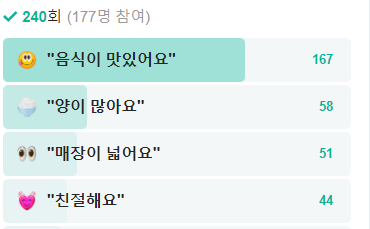 240회 (177명 참여)
"음식이 맛있어요" 167
"양이 많아요" 58
"매장이 넓어요" 51
"친절해요" 44